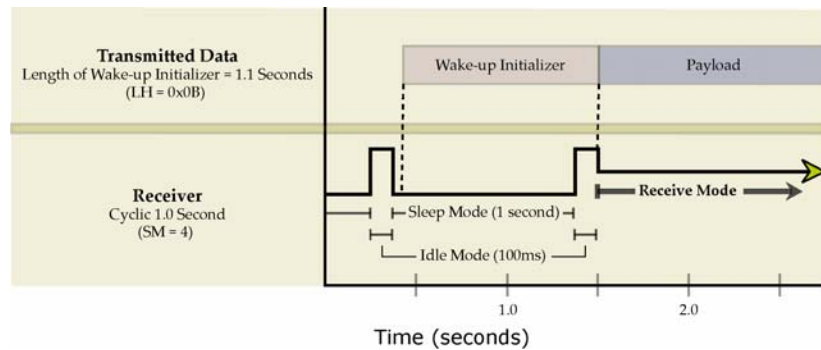 Transmitted Data
Length of Wake-up Initializer = 1.1 Seconds
(LH = 0x0B)
Wake-up Initializer
Payload
Receiver
Cyclic 1.0 Second
(SM = 4)
Receive Mode
Sleep Mode (1 second)
Idle Mode (100ms)
1.0
2.0
Time (seconds)